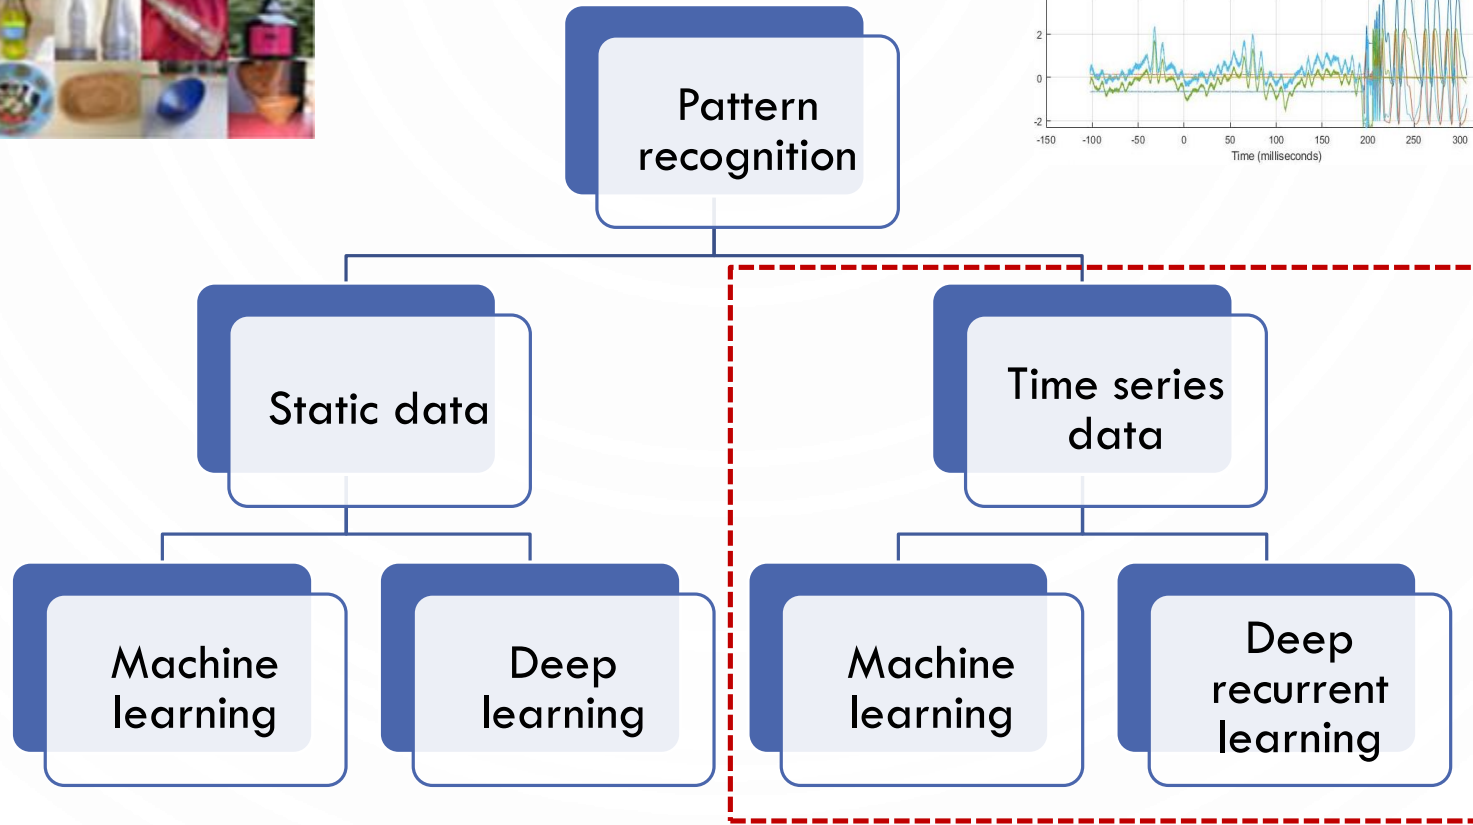 Pattern
recognition
2
0
-2
-150 -100 -50 0 50 100 150 200 250 300
Time (milliseconds)
Static data
Time series
data
Machine
learning
Deep
learning
Machine
learning
Deep
recurrent
learning